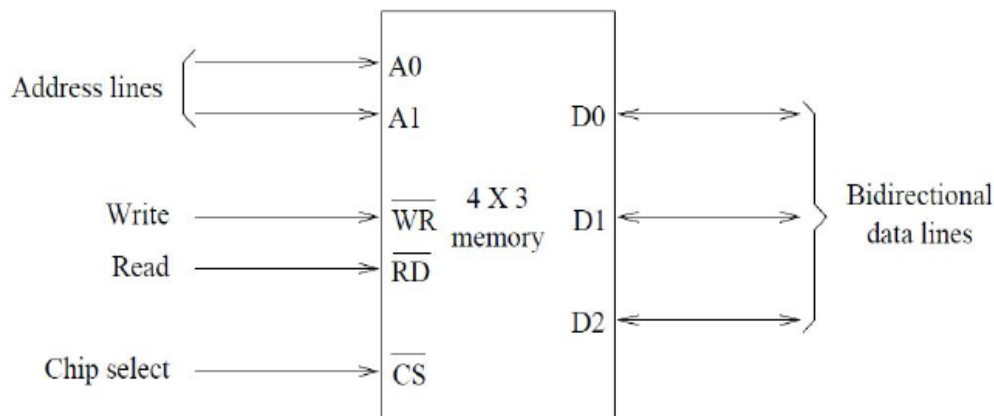 Address lines
A0
A1
Write
Read
Chip select
WR
RD
CS
4 X 3
memory
D0
D1
D2
Bidirectional
data lines